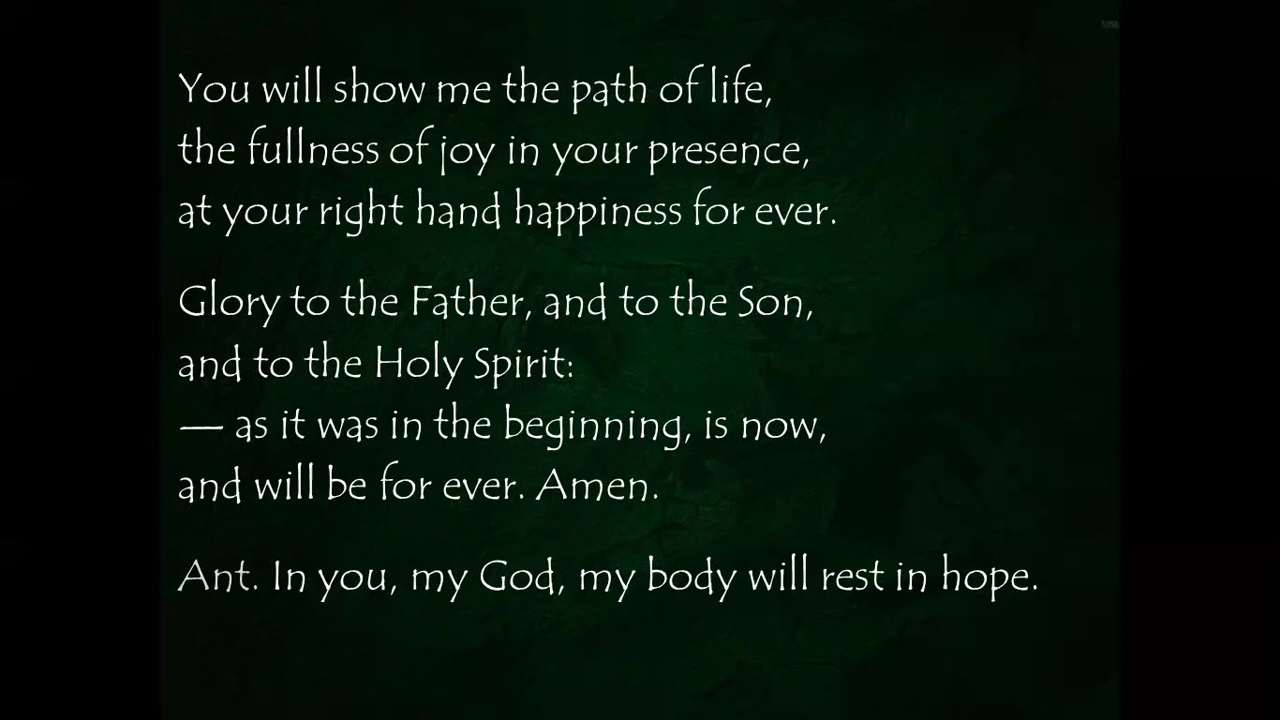 You will show me the path of life,
the fullness of joy in your presence,
at your right hand happiness for ever.
Glory to the Father, and to the Son,
and to the Holy Spirit:
— as it was in the beginning, is now,
and will be for ever. Amen.
Ant. In you, my God, my body will rest in hope.